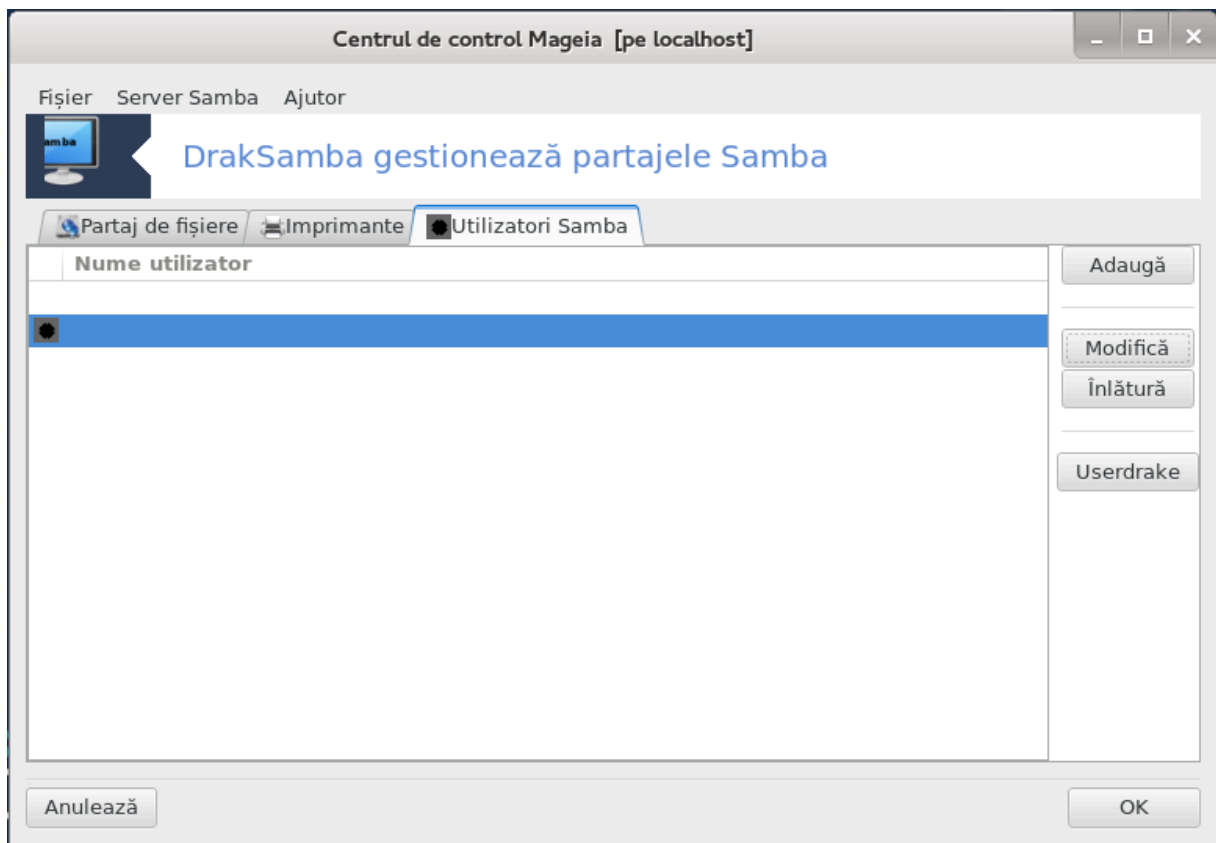 Centrul de control Mageia [pe localhost]
Fișier Server Samba Ajutor
amba
DrakSamba gestionează partajele Samba
Partaj de fișiere Imprimante Utilizatori Samba
Nume utilizator
Adaugă
Modifică
Înlătură
Userdrake
Anulează OK